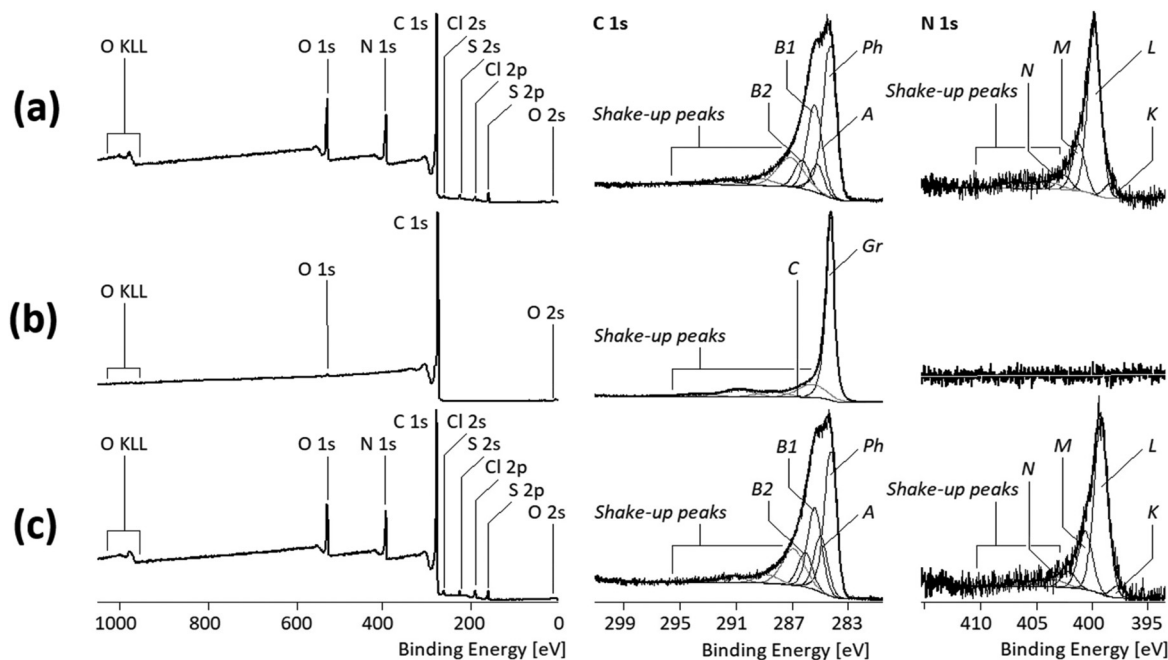 (a)
O KLL
O 1s
N 1s
C 1s
Cl 2s
S 2s
Cl 2p
S 2p
O 2s
C 1s
Shake-up peaks
B2
B1
Ph
A
N 1s
Shake-up peaks
N
M
L
K
(b)
O KLL
O 1s
C 1s
O 2s
Shake-up peaks
C
Gr
(c)
O KLL
O 1s
N 1s
C 1s
Cl 2s
S 2s
Cl 2p
S 2p
O 2s
Shake-up peaks
B2
B1
Ph
A
Shake-up peaks
N
M
L
K
1000 800 600 400 200 0
Binding Energy [eV]
299 295 291 287 283
Binding Energy [eV]
410 405 400 395
Binding Energy [eV]